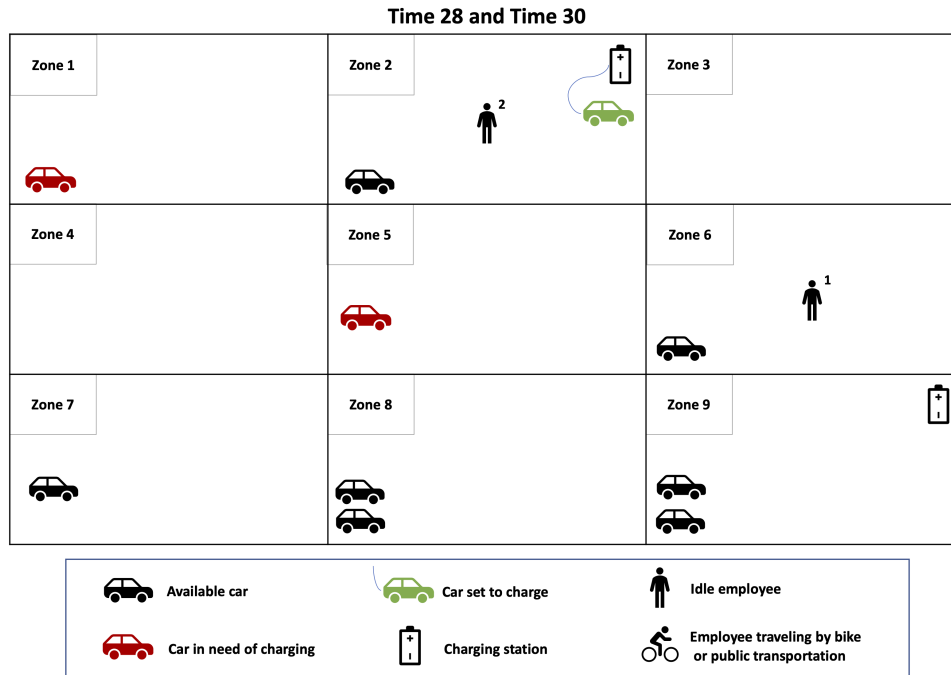 Time 28 and Time 30
Zone 1
Zone 2
Zone 3
2
Zone 4
Zone 5
Zone 6
1
Zone 7
Zone 8
Zone 9
Available car
Car set to charge
Idle employee
Car in need of charging
Charging station
Employee traveling by bike
or public transportation